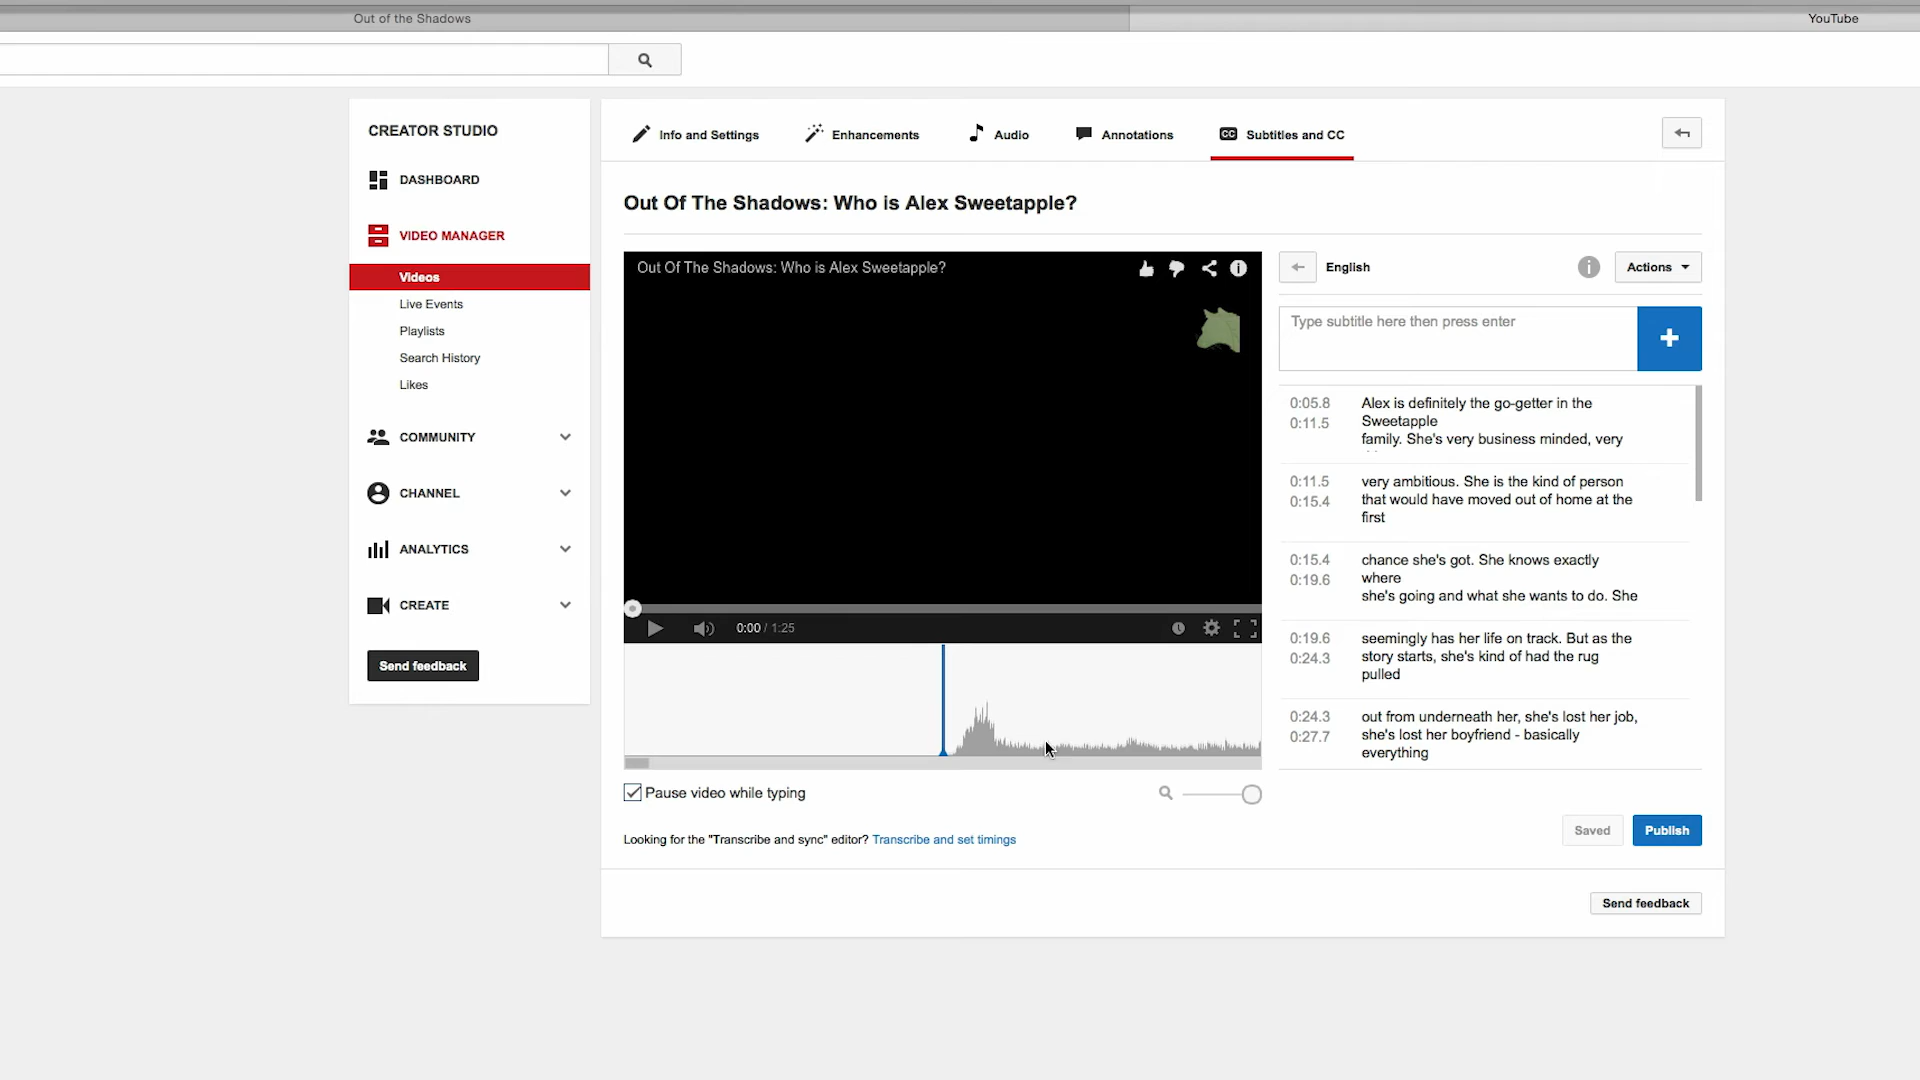 Out of the Shadows
YouTube
CREATOR STUDIO
DASHBOARD
VIDEO MANAGER
Videos
Live Events
Playlists
Search History
Likes
COMMUNITY
CHANNEL
ANALYTICS
CREATE
Send feedback
Info and Settings
Enhancements
Audio
Annotations
CC Subtitles and CC
Out Of The Shadows: Who is Alex Sweetapple?
Out Of The Shadows: Who is Alex Sweetapple?
0:00 / 1:25
Pause video while typing
Looking for the "Transcribe and sync" editor? Transcribe and set timings
English
Actions
Type subtitle here then press enter
0:05.8
0:11.5
Alex is definitely the go-getter in the
Sweetapple
family. She's very business minded, very
0:11.5
0:15.4
very ambitious. She is the kind of person
that would have moved out of home at the
first
0:15.4
0:19.6
chance she's got. She knows exactly
where
she's going and what she wants to do. She
0:19.6
0:24.3
seemingly has her life on track. But as the
story starts, she's kind of had the rug
pulled
0:24.3
0:27.7
out from underneath her, she's lost her job,
she's lost her boyfriend - basically
everything
Saved
Publish
Send feedback